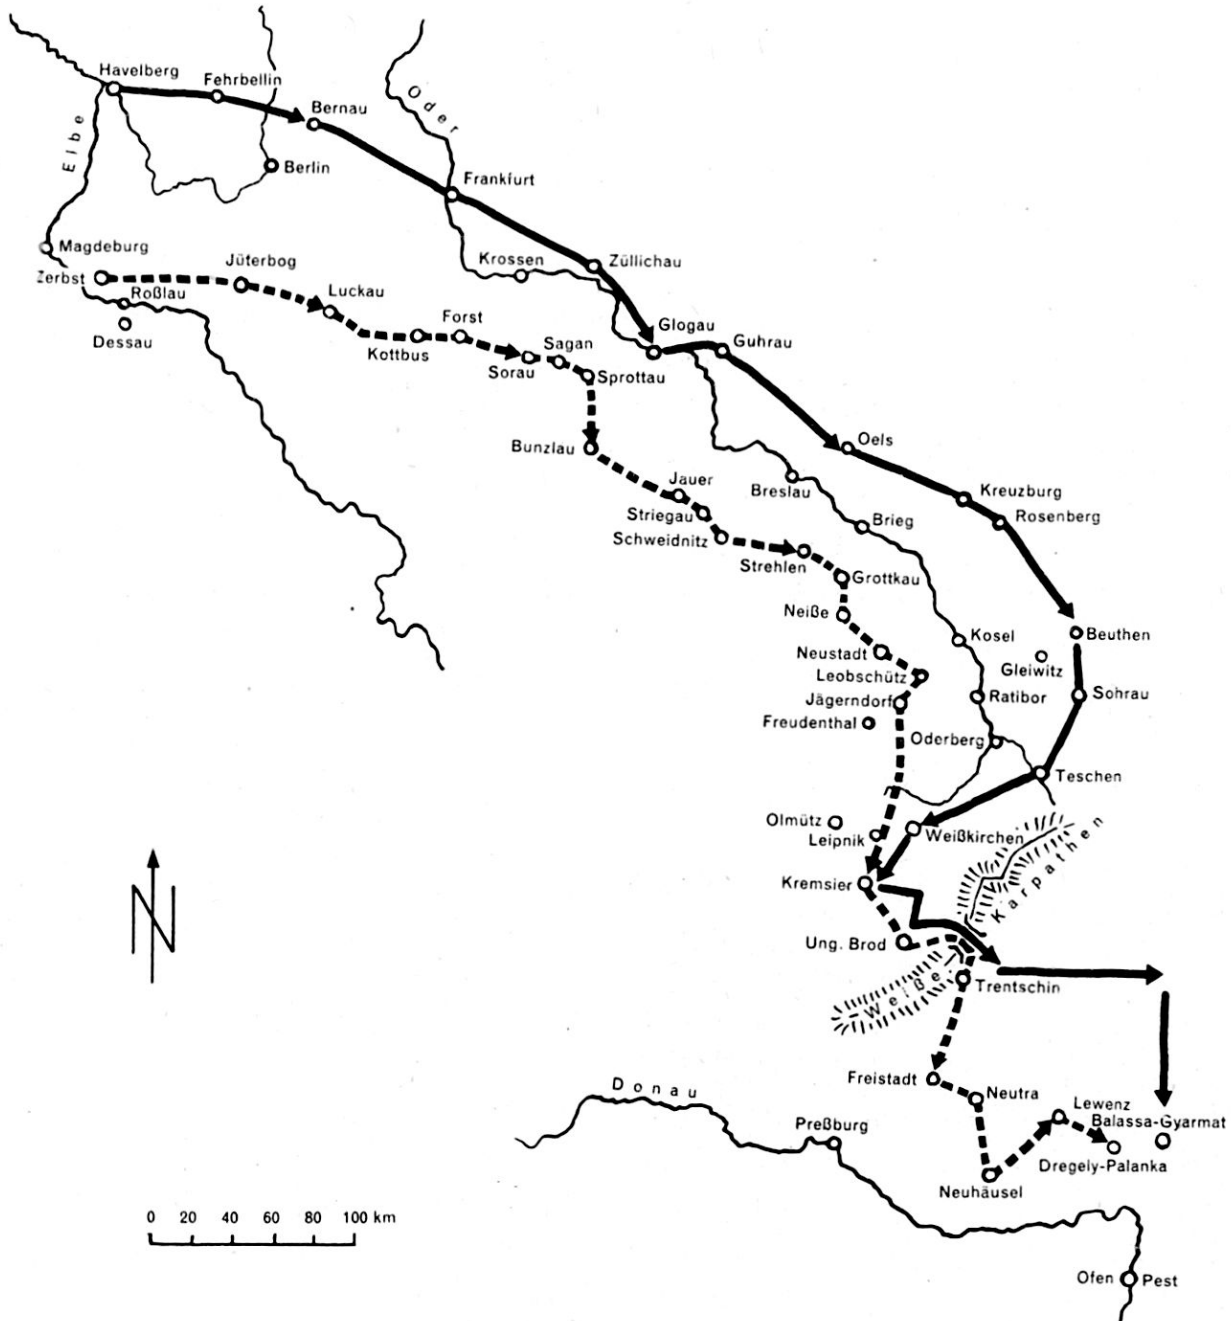 Havelberg
Fehrbellin
Bernau
Oder
Elbe
Berlin
Frankfurt
Magdeburg
Zerbst
Jüterbog
Krossen
Züllichau
Roßlau
Luckau
Dessau
Forst
Glogau
Guhrau
Kottbus
Sagan
Sorau
Sprottau
Bunzlau
Oels
Jauer
Breslau
Kreuzburg
Striegau
Brieg
Rosenberg
Schweidnitz
Strehlen
Grottkau
Neiße
Kosel
Beuthen
Neustadt
Gleiwitz
Leobschütz
Jägerndorf
Ratibor
Sohrau
Freudenthal
Oderberg
Teschen
Olmütz
Leipnik
Weißkirchen
Karpathen
Kremsier
Ung. Brod
Weiße
Trentschin
N
Freistadt
Neutra
Donau
Lewenz
Balassa-Gyarmat
Preßburg
Dregely-Palanka
Neuhäusel
0 20 40 60 80 100 km
Ofen Pest